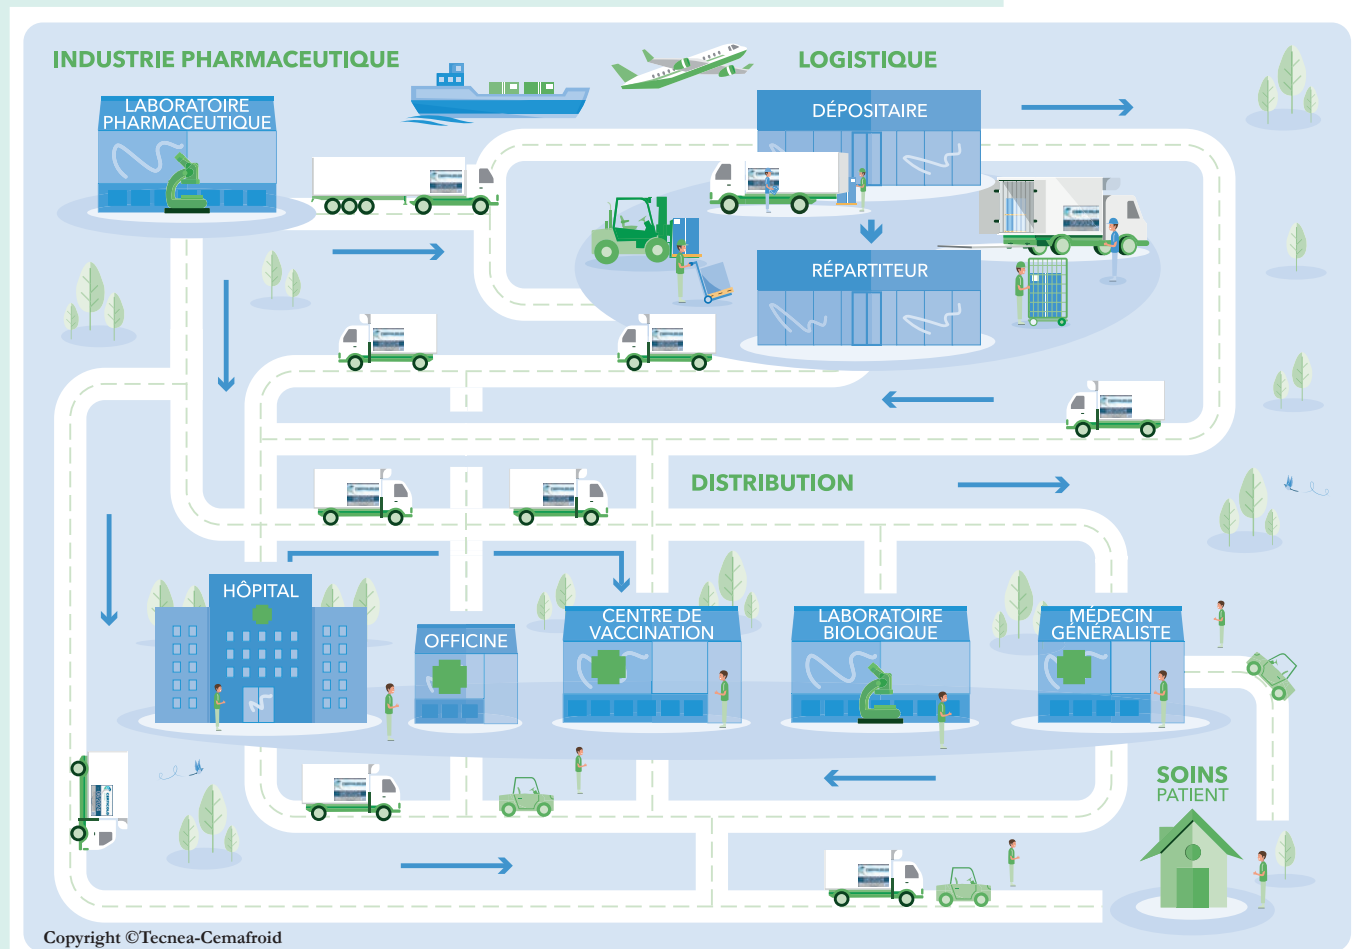 INDUSTRIE PHARMACEUTIQUE
LOGISTIQUE
LABORATOIRE
PHARMACEUTIQUE
DÉPOSITAIRE
RÉPARTITEUR
DISTRIBUTION
HÔPITAL
OFFICINE
CENTRE DE
VACCINATION
LABORATOIRE
BIOLOGIQUE
MÉDECIN
GÉNÉRALISTE
SOINS
PATIENT
Copyright ©Tecnea-Cemafroid